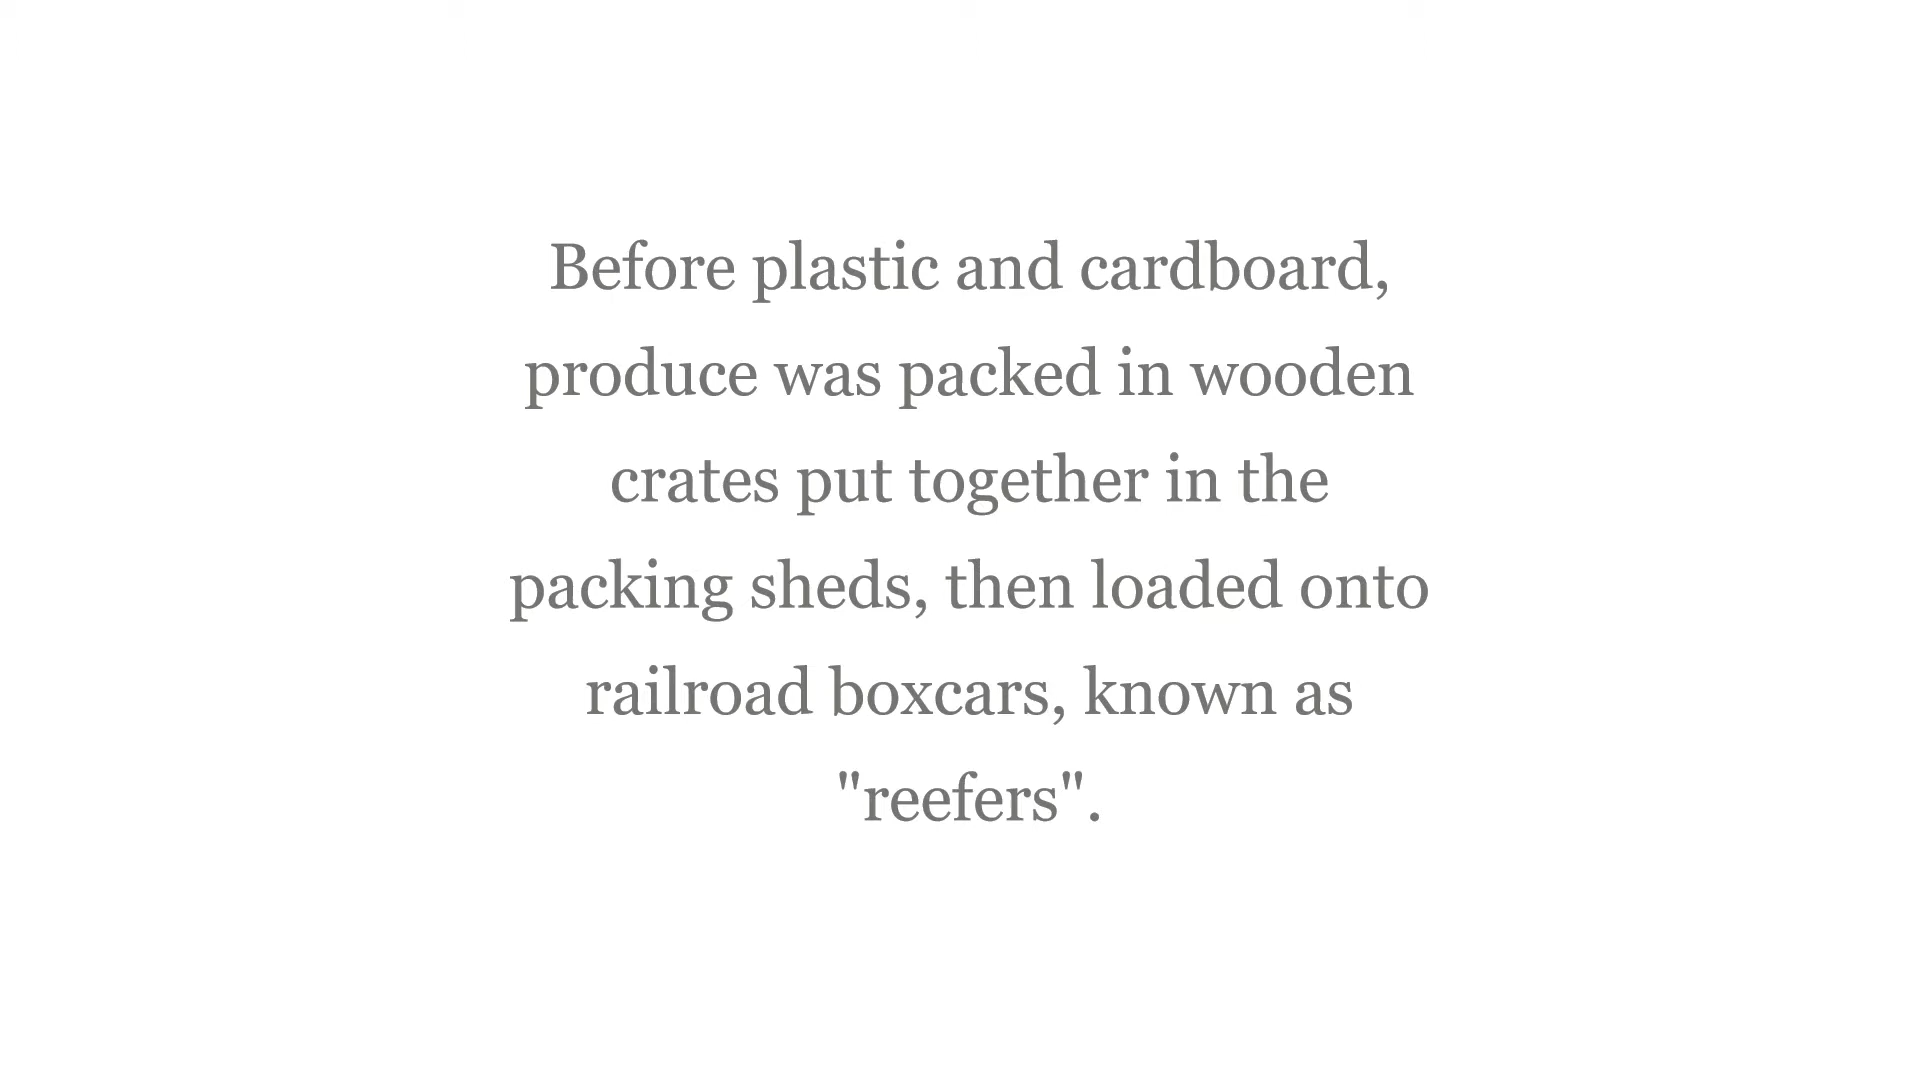 Before plastic and cardboard,
produce was packed in wooden
crates put together in the
packing sheds, then loaded onto
railroad boxcars, known as
"reefers".